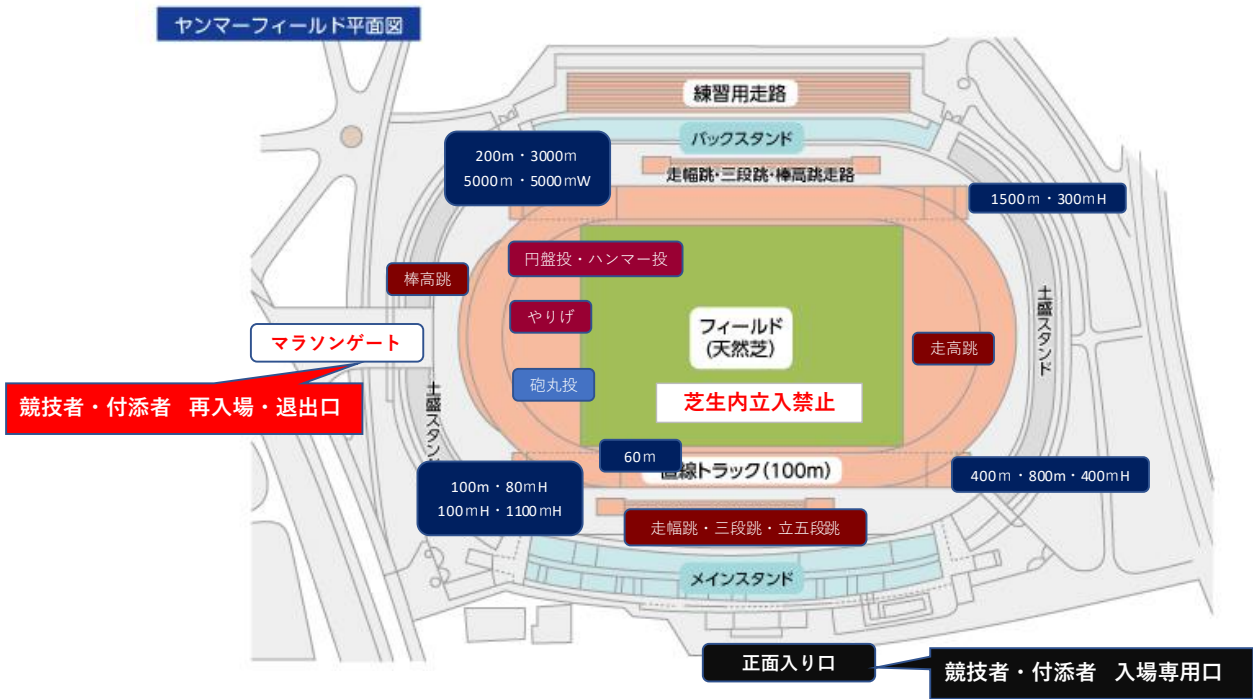 ヤンマーフィールド平面図
練習用走路
バックスタンド
200m・3000m
5000m・5000mW
走幅跳・三段跳・棒高跳走路
1500m・300mH
円盤投・ハンマー投
棒高跳
やりげ
マラソンゲート
フィールド
(天然芝)
走高跳
土盛スタンド
競技者・付添者 再入場・退出口
砲丸投
芝生内立入禁止
土盛スタンド
60m
直線トラック(100m)
100m・80mH
100mH・1100mH
400m・800m・400mH
走幅跳・三段跳・立五段跳
メインスタンド
正面入り口
競技者・付添者 入場専用口